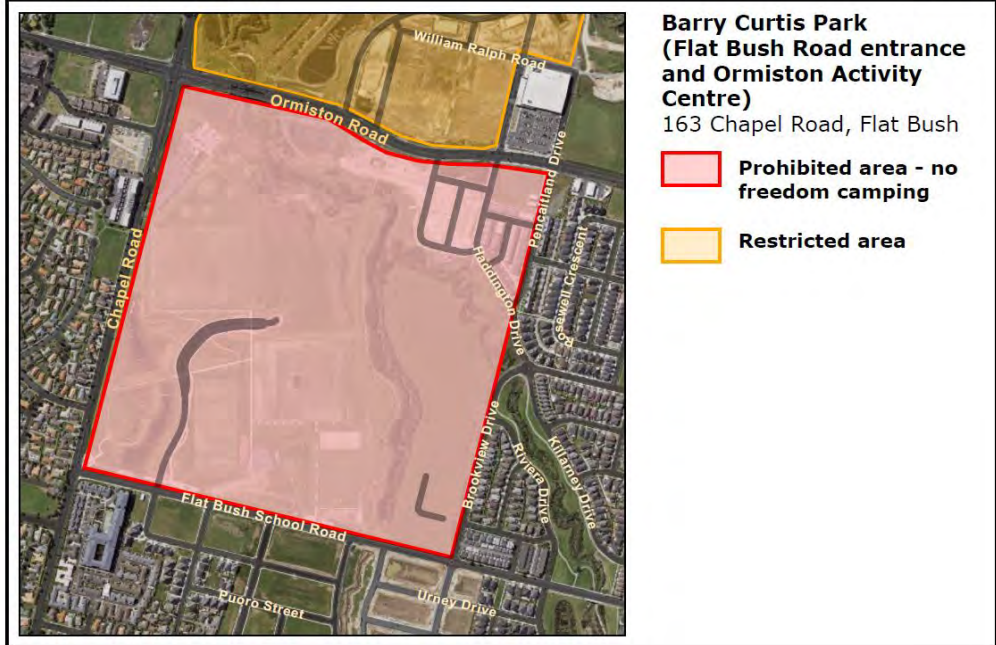 Barry Curtis Park
(Flat Bush Road entrance
and Ormiston Activity
Centre)
163 Chapel Road, Flat Bush
Prohibited area - no
freedom camping
Restricted area
William Ralph Road
Ormiston Road
Pencaitland Drive
Chapel Road
Haddington Drive
Rosewell Crescent
Brookview Drive
Riviera Drive
Killarney Drive
Flat Bush School Road
Puoro Street
Urney Drive